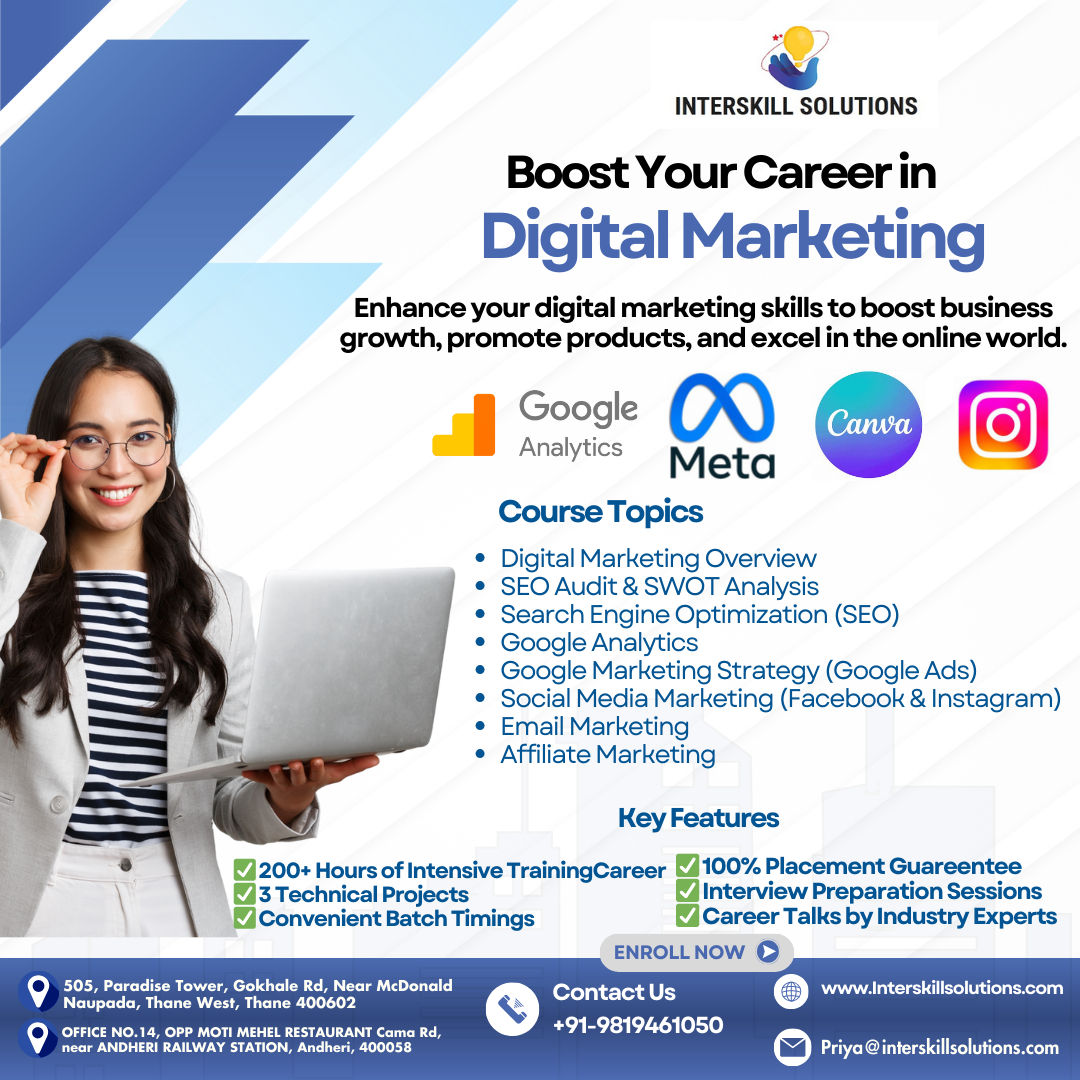 INTERSKILL SOLUTIONS
Boost Your Career in
Digital Marketing
Enhance your digital marketing skills to boost business
growth, promote products, and excel in the online world.
Google
Analytics
Meta
Canva
Course Topics
• Digital Marketing Overview
• SEO Audit & SWOT Analysis
• Search Engine Optimization (SEO)
• Google Analytics
• Google Marketing Strategy (Google Ads)
• Social Media Marketing (Facebook & Instagram)
• Email Marketing
• Affiliate Marketing
Key Features
✅200+ Hours of Intensive TrainingCareer
✅3 Technical Projects
✅Convenient Batch Timings
✅100% Placement Guareentee
✅Interview Preparation Sessions
✅Career Talks by Industry Experts
ENROLL NOW
505, Paradise Tower, Gokhale Rd, Near McDonald
Naupada, Thane West, Thane 400602
OFFICE NO.14, OPP MOTI MEHEL RESTAURANT Cama Rd,
near ANDHERI RAILWAY STATION, Andheri, 400058
Contact Us
+91-9819461050
www.Interskillsolutions.com
Priya@interskillsolutions.com